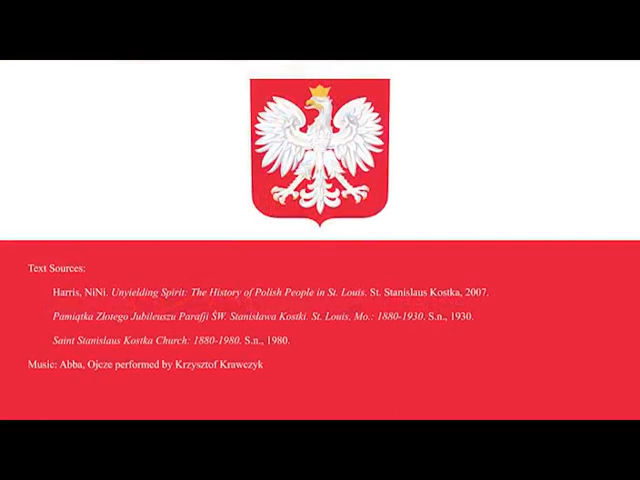 Text Sources:
Harris, NiNi. Unyielding Spirit: The History of Polish People in St. Louis. St. Stanislaus Kostka, 2007.
Pamiątka Złotego Jubileuszu Parafji ŚW. Stanisława Kostki. St. Louis, Mo.: 1880-1930. S.n., 1930.
Saint Stanislaus Kostka Church: 1880-1980. S.n., 1980.
Music: Abba, Ojcze performed by Krzysztof Krawczyk